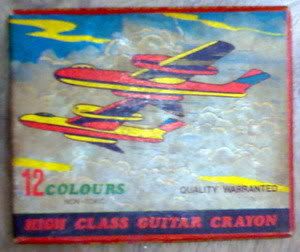 12 COLOURS
NON-TOXIC
QUALITY WARRANTED
HIGH CLASS GUITAR CRAYON